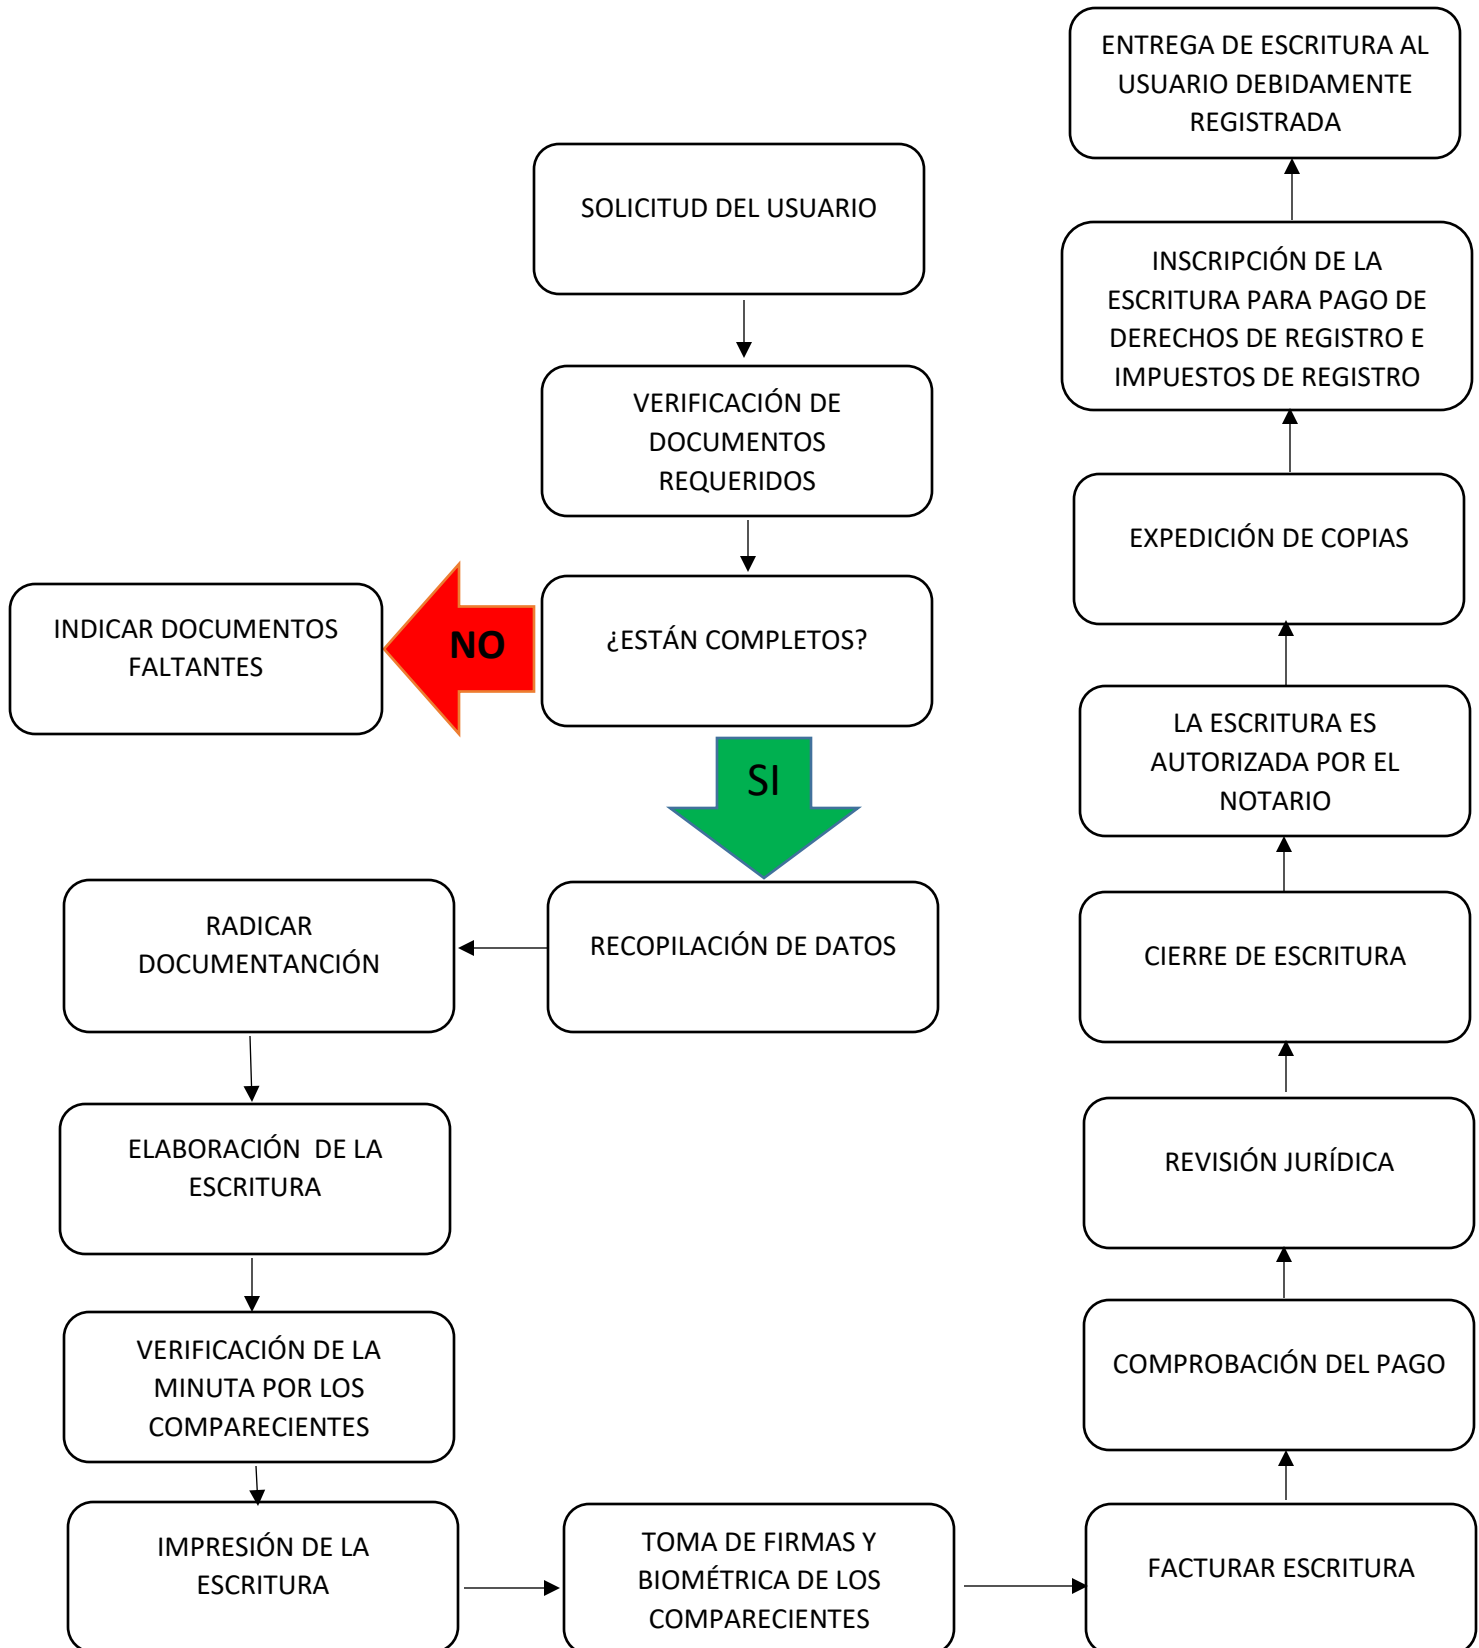 SOLICITUD DEL USUARIO
VERIFICACIÓN DE
DOCUMENTOS
REQUERIDOS
¿ESTÁN COMPLETOS?
NO
INDICAR DOCUMENTOS
FALTANTES
SI
RECOPILACIÓN DE DATOS
RADICAR
DOCUMENTANCIÓN
ELABORACIÓN  DE LA
ESCRITURA
VERIFICACIÓN DE LA
MINUTA POR LOS
COMPARECIENTES
IMPRESIÓN DE LA
ESCRITURA
TOMA DE FIRMAS Y
BIOMÉTRICA DE LOS
COMPARECIENTES
FACTURAR ESCRITURA
COMPROBACIÓN DEL PAGO
REVISIÓN JURÍDICA
CIERRE DE ESCRITURA
LA ESCRITURA ES
AUTORIZADA POR EL
NOTARIO
EXPEDICIÓN DE COPIAS
INSCRIPCIÓN DE LA
ESCRITURA PARA PAGO DE
DERECHOS DE REGISTRO E
IMPUESTOS DE REGISTRO
ENTREGA DE ESCRITURA AL
USUARIO DEBIDAMENTE
REGISTRADA